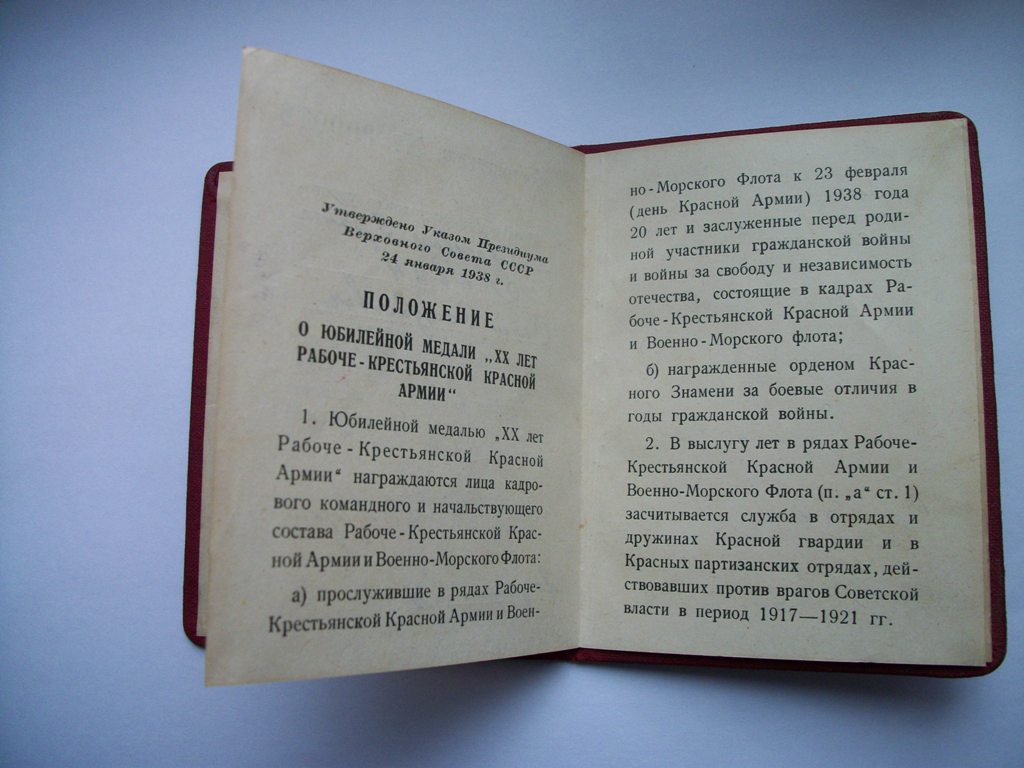 Утверждено Указом Президиума
Верховного Совета СССР
24 января 1938 г.
ПОЛОЖЕНИЕ
О ЮБИЛЕЙНОЙ МЕДАЛИ „XX ЛЕТ
РАБОЧЕ-КРЕСТЬЯНСКОЙ КРАСНОЙ
АРМИИ“
1. Юбилейной медалью „XX лет
Рабоче-Крестьянской Красной
Армии“ награждаются лица кадро-
вого командного и начальствующего
состава Рабоче-Крестьянской Крас-
ной Армии и Военно-Морского Флота:
а) прослужившие в рядах Рабоче-
Крестьянской Красной Армии и Воен-
но-Морского Флота к 23 февраля
(день Красной Армии) 1938 года
20 лет и заслуженные перед роди-
ной участники гражданской войны
и войны за свободу и независимость
отечества, состоящие в кадрах Ра-
боче-Крестьянской Красной Армии
и Военно-Морского флота;
б) награжденные орденом Крас-
ного Знамени за боевые отличия в
годы гражданской войны.
2. В выслугу лет в рядах Рабоче-
Крестьянской Красной Армии и
Военно-Морского Флота (п. „а“ ст. 1)
засчитывается служба в отрядах и
дружинах Красной гвардии и в
Красных партизанских отрядах, дей-
ствовавших против врагов Советской
власти в период 1917—1921 гг.